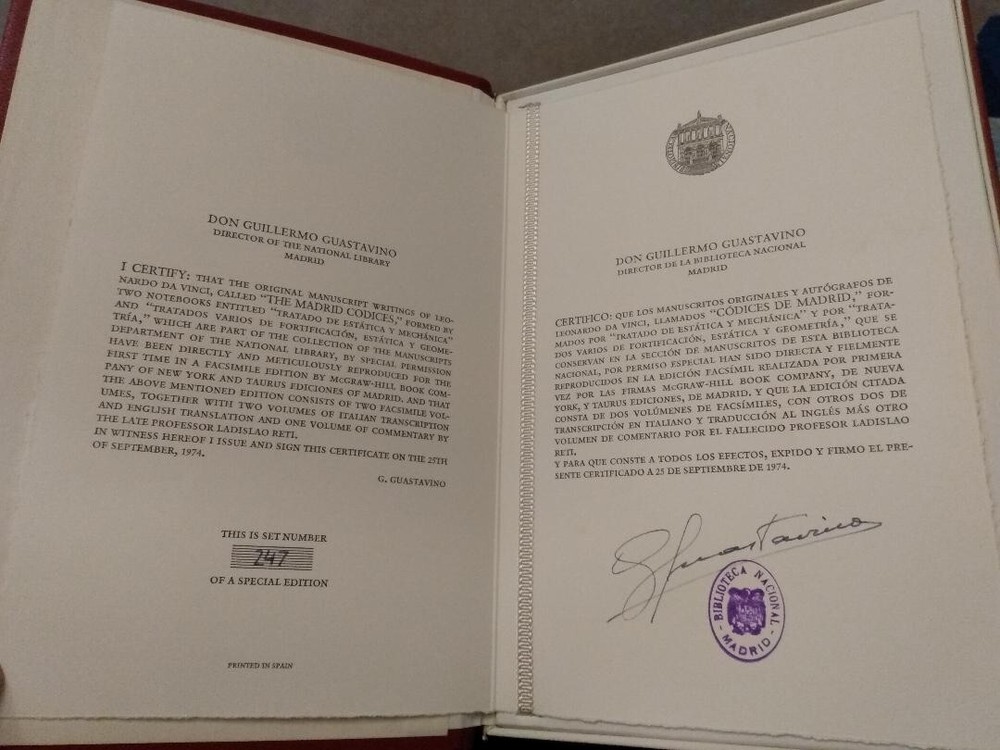 DON GUILLERMO GUASTAVINO
DIRECTOR OF THE NATIONAL LIBRARY
MADRID
I CERTIFY: THAT THE ORIGINAL MANUSCRIPT WRITINGS OF LEO-
NARDO DA VINCI, CALLED "THE MADRID CODICES," FORMED BY
TWO NOTEBOOKS ENTITLED "TRATADO DE ESTÁTICA Y MECHÁNICA"
AND "TRATADOS VARIOS DE FORTIFICACIÓN, ESTÁTICA Y GEOME-
TRÍA," WHICH ARE PART OF THE COLLECTION OF THE MANUSCRIPTS
DEPARTMENT OF THE NATIONAL LIBRARY, BY SPECIAL PERMISSION
HAVE BEEN DIRECTLY AND METICULOUSLY REPRODUCED FOR THE
FIRST TIME IN A FACSIMILE EDITION BY McGRAW-HILL BOOK COM-
PANY OF NEW YORK AND TAURUS EDICIONES OF MADRID. AND THAT
THE ABOVE MENTIONED EDITION CONSISTS OF TWO FACSIMILE VOL-
UMES, TOGETHER WITH TWO VOLUMES OF ITALIAN TRANSCRIPTION
AND ENGLISH TRANSLATION AND ONE VOLUME OF COMMENTARY BY
THE LATE PROFESSOR LADISLAO RETI.
IN WITNESS HEREOF I ISSUE AND SIGN THIS CERTIFICATE ON THE 25TH
OF SEPTEMBER, 1974.
G. GUASTAVINO
THIS IS SET NUMBER
247
OF A SPECIAL EDITION
PRINTED IN SPAIN
DON GUILLERMO GUASTAVINO
DIRECTOR DE LA BIBLIOTECA NACIONAL
MADRID
CERTIFICO: QUE LOS MANUSCRITOS ORIGINALES Y AUTÓGRAFOS DE
LEONARDO DA VINCI, LLAMADOS "CÓDICES DE MADRID," FOR-
MADOS POR "TRATADO DE ESTÁTICA Y MECHÁNICA" Y POR "TRATA-
DOS VARIOS DE FORTIFICACIÓN, ESTÁTICA Y GEOMETRÍA," QUE SE
CONSERVAN EN LA SECCIÓN DE MANUSCRITOS DE ESTA BIBLIOTECA
NACIONAL, POR PERMISO ESPECIAL HAN SIDO DIRECTA Y FIELMENTE
REPRODUCIDOS EN LA EDICIÓN FACSÍMIL REALIZADA POR PRIMERA
VEZ POR LAS FIRMAS McGRAW-HILL BOOK COMPANY, DE NUEVA
YORK, Y TAURUS EDICIONES, DE MADRID. Y QUE LA EDICIÓN CITADA
CONSTA DE DOS VOLÚMENES DE FACSÍMILES, CON OTROS DOS DE
TRANSCRIPCIÓN EN ITALIANO Y TRADUCCIÓN AL INGLÉS MÁS OTRO
VOLUMEN DE COMENTARIO POR EL FALLECIDO PROFESOR LADISLAO
RETI.
Y PARA QUE CONSTE A TODOS LOS EFECTOS, EXPIDO Y FIRMO EL PRE-
SENTE CERTIFICADO A 25 DE SEPTIEMBRE DE 1974.
G Guastavino
BIBLIOTECA NACIONAL
- MADRID -